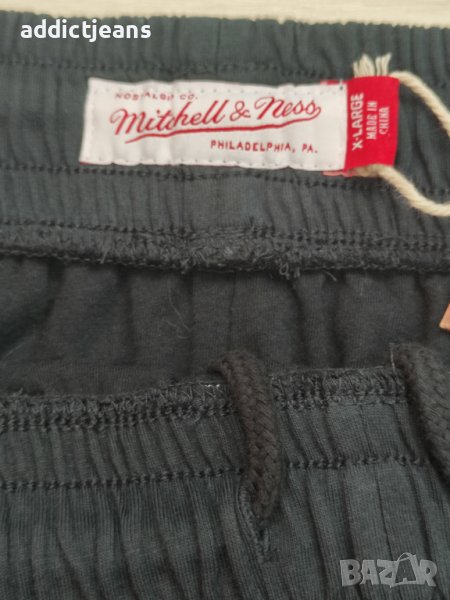 addictjeans
NOSTALGIA CO.
Mitchell & Ness
PHILADELPHIA, PA.
X-LARGE
MADE IN
CHINA
BAZAR